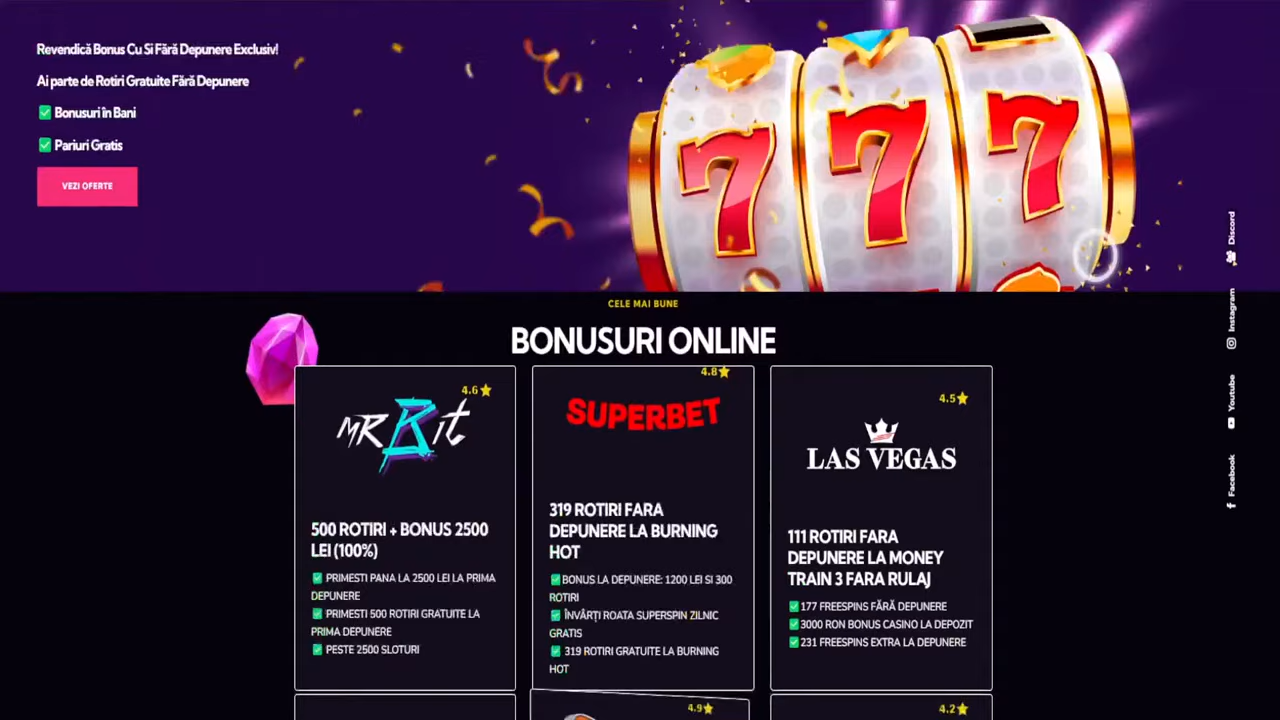 Revendică Bonus Cu Si Fără Depunere Exclusiv!
Ai parte de Rotiri Gratuite Fără Depunere
✅ Bonusuri în Bani
✅ Pariuri Gratis
VEZI OFERTE
777
Discord
Instagram
Youtube
Facebook
CELE MAI BUNE
BONUSURI ONLINE
4.6⭐
MR BIT
500 ROTIRI + BONUS 2500
LEI (100%)
✅ PRIMESTI PANA LA 2500 LEI LA PRIMA
DEPUNERE
✅ PRIMESTI 500 ROTIRI GRATUITE LA
PRIMA DEPUNERE
✅ PESTE 2500 SLOTURI
4.8⭐
SUPERBET
319 ROTIRI FARA
DEPUNERE LA BURNING
HOT
✅BONUS LA DEPUNERE: 1200 LEI SI 300
ROTIRI
✅ ÎNVÂRȚI ROATA SUPERSPIN ZILNIC
GRATIS
✅ 319 ROTIRI GRATUITE LA BURNING
HOT
4.5⭐
LAS VEGAS
111 ROTIRI FARA
DEPUNERE LA MONEY
TRAIN 3 FARA RULAJ
✅177 FREESPINS FĂRĂ DEPUNERE
✅3000 RON BONUS CASINO LA DEPOZIT
✅231 FREESPINS EXTRA LA DEPUNERE
4.9⭐
4.2⭐